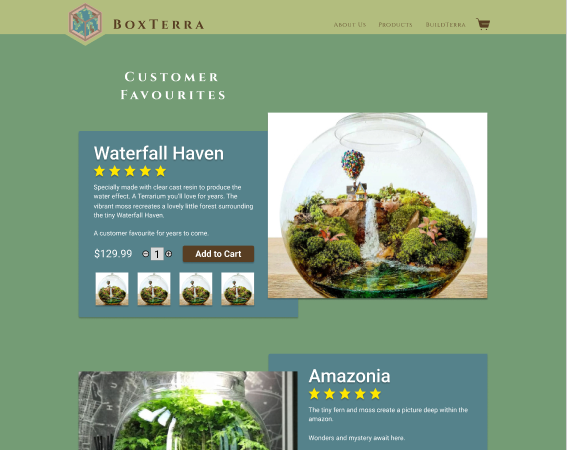 BoxTerra
About Us
Products
BuildTerra
Customer
Favourites
Waterfall Haven
Specially made with clear cast resin to produce the
water effect. A Terrarium you'll love for years. The
vibrant mosa recreates a lovely little forest surrounding
the tiny Waterfall Haven.
A customer favourite for years to come.
$129.99
1
Add to Cart
Amazonia
The tiny fern and moss create a picture deep within the
amazon.
Wonders and mystery await here.